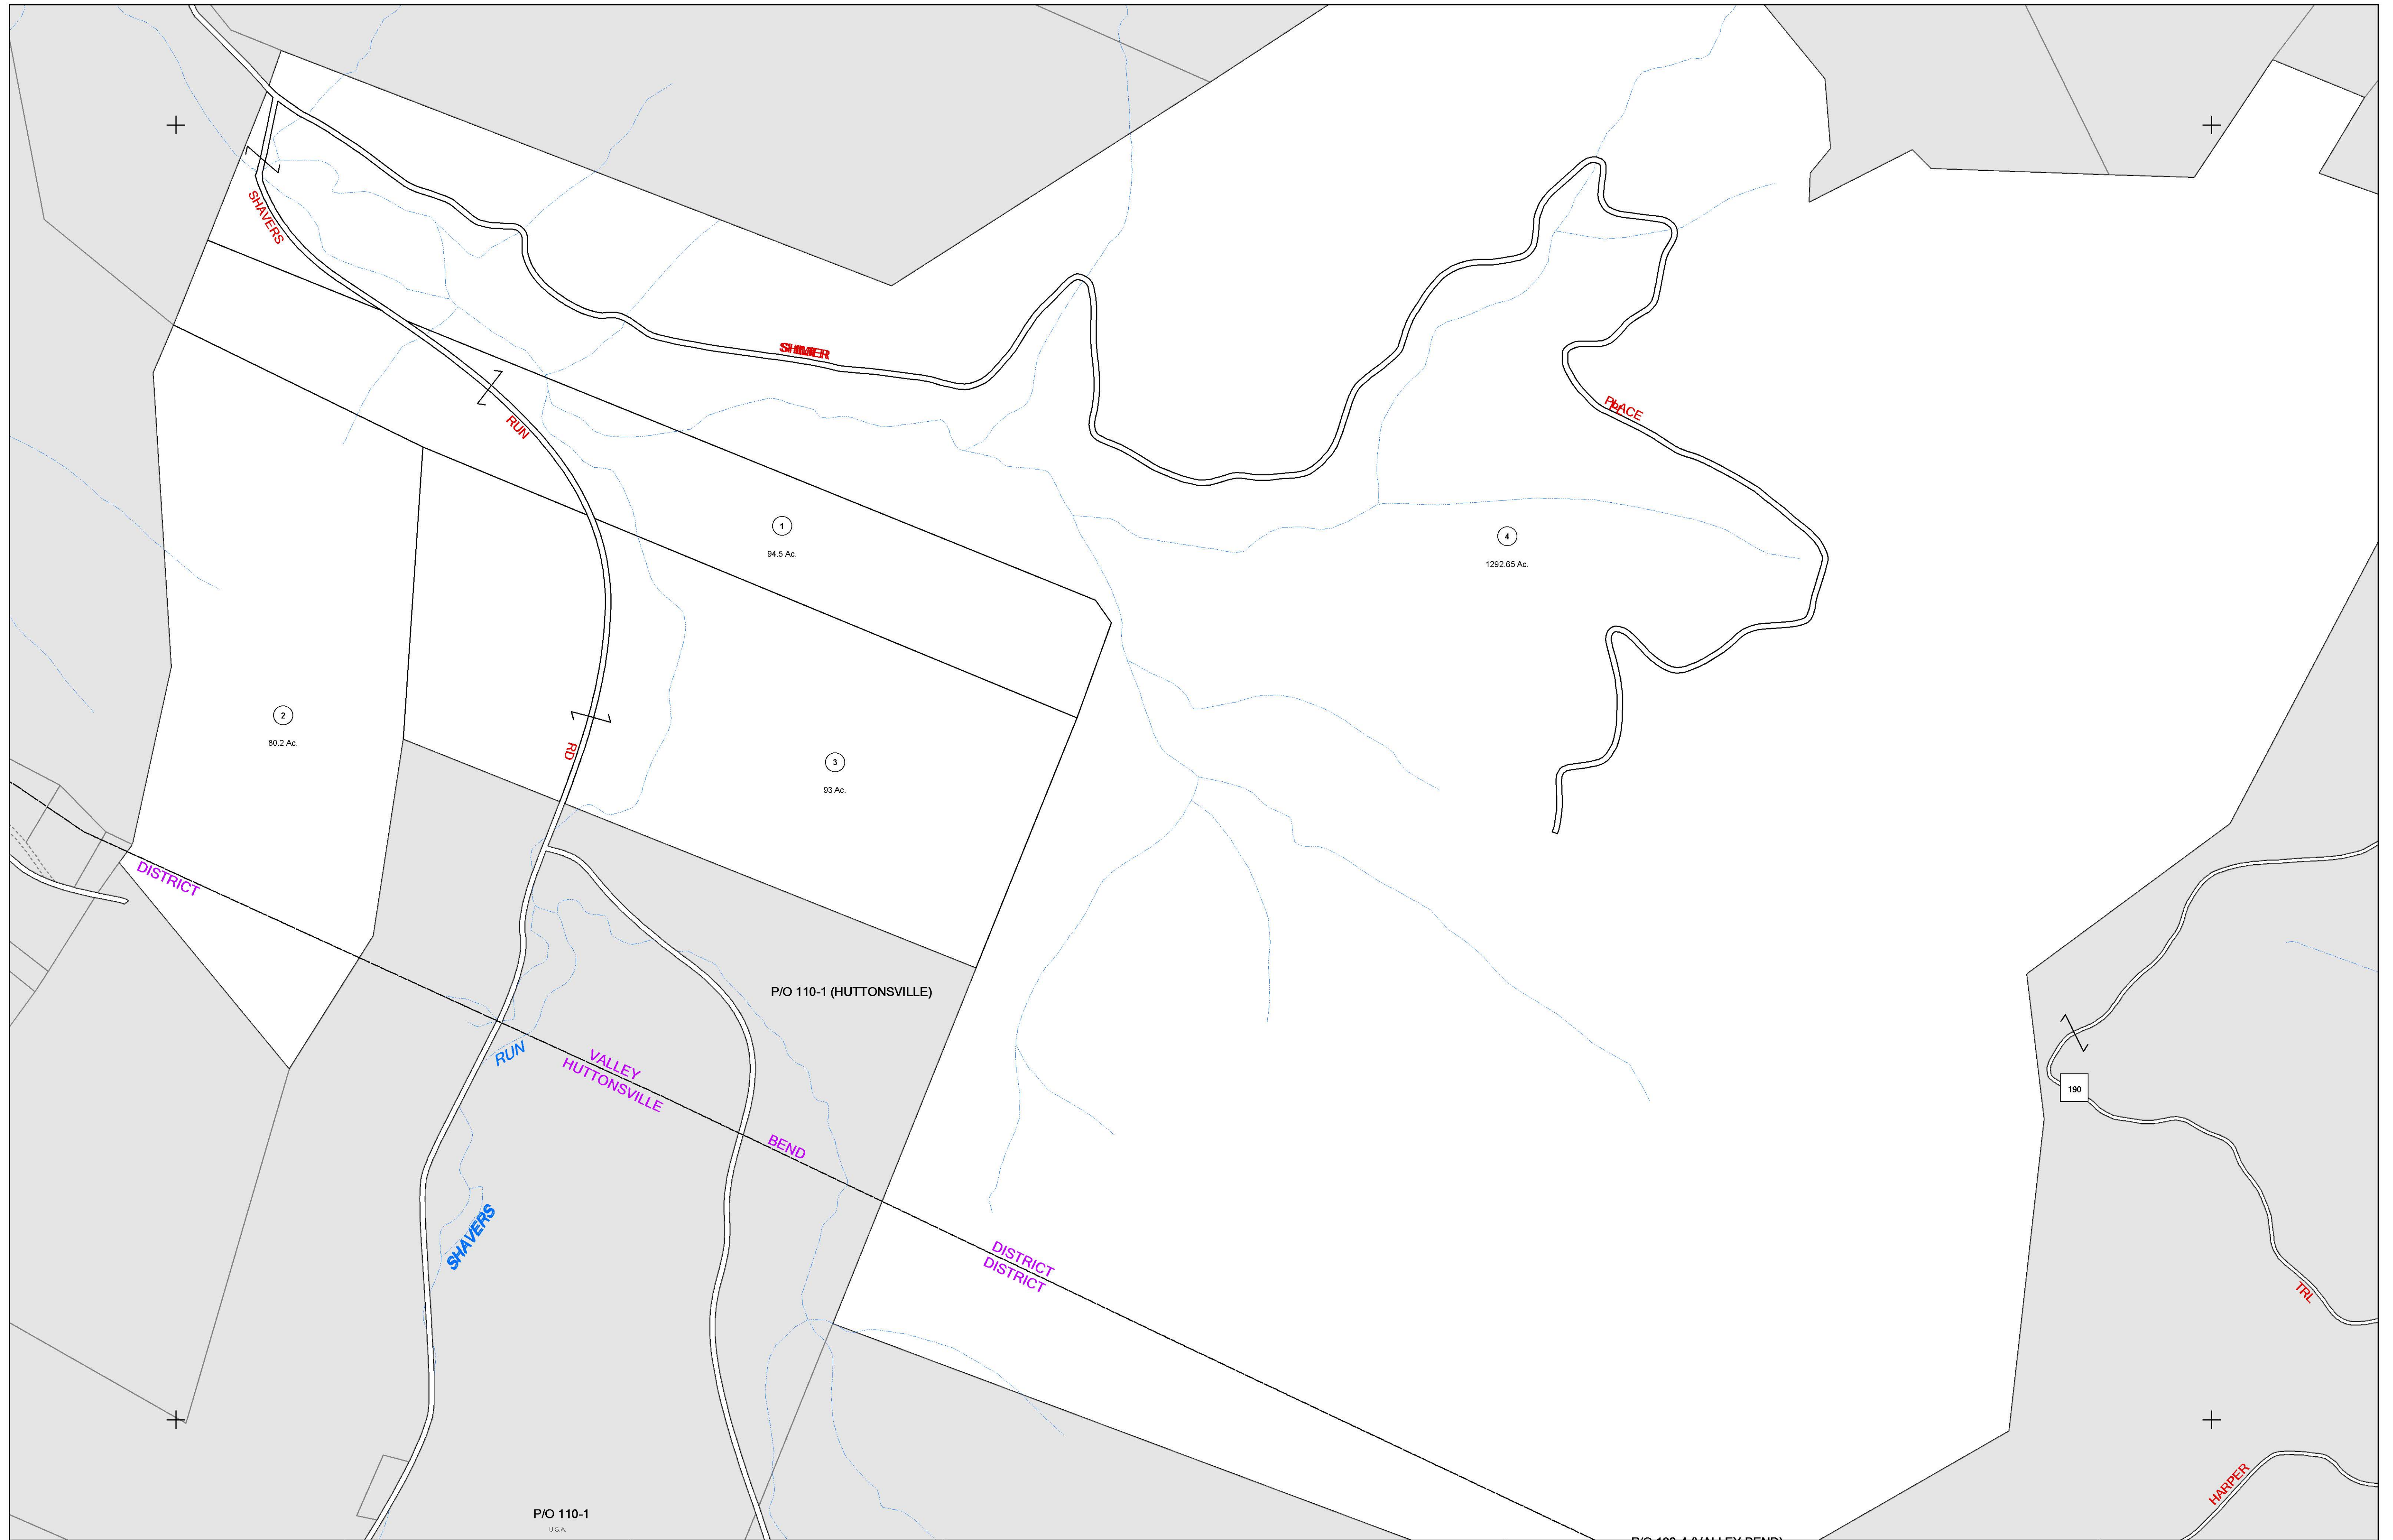 SHAVERS
PLACE
RUN
1
94.5 Ac.
4
1292.65 Ac.
2
80.2 Ac.
RD
3
93 Ac.
DISTRICT
P/O 110-1 (HUTTONSVILLE)
RUN
VALLEY
HUTTONSVILLE
190
BEND
SHAVERS
DISTRICT
DISTRICT
TRL
HARPER
P/O 110-1
U.S.A.